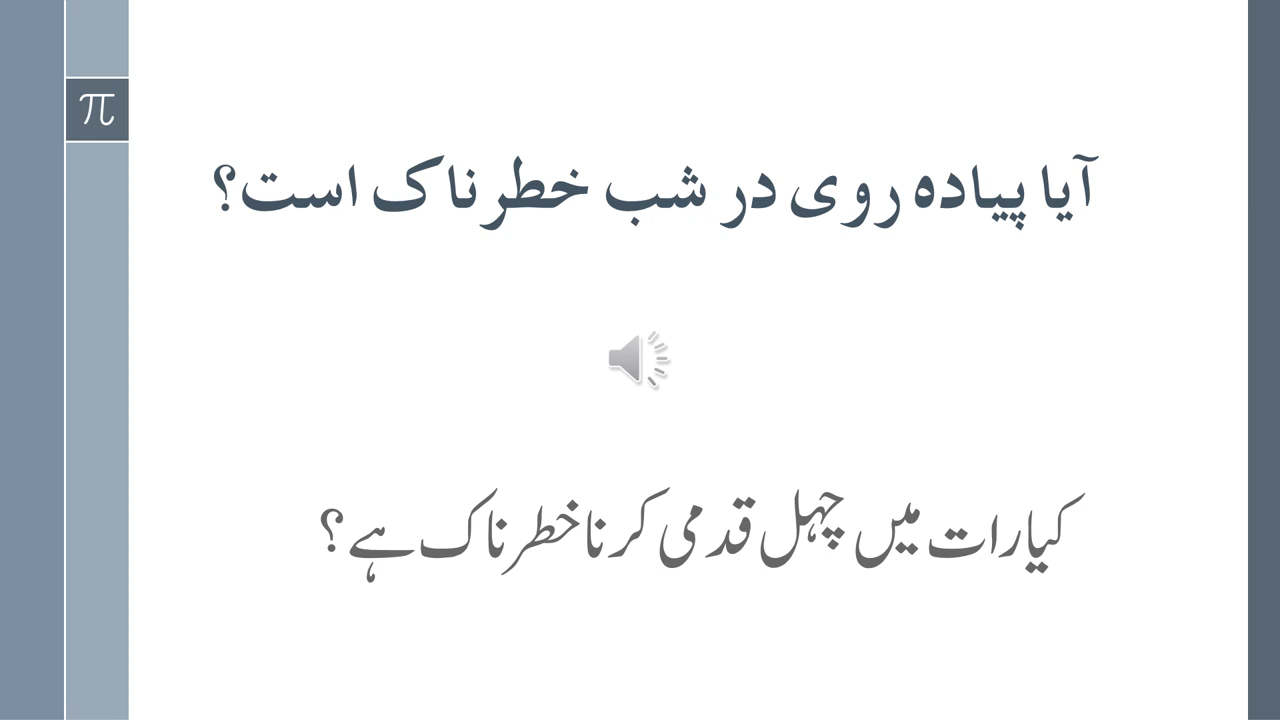 π
آیا پیاده روی در شب خطرناک است؟
کیا رات میں چہل قدمی کرنا خطرناک ہے؟